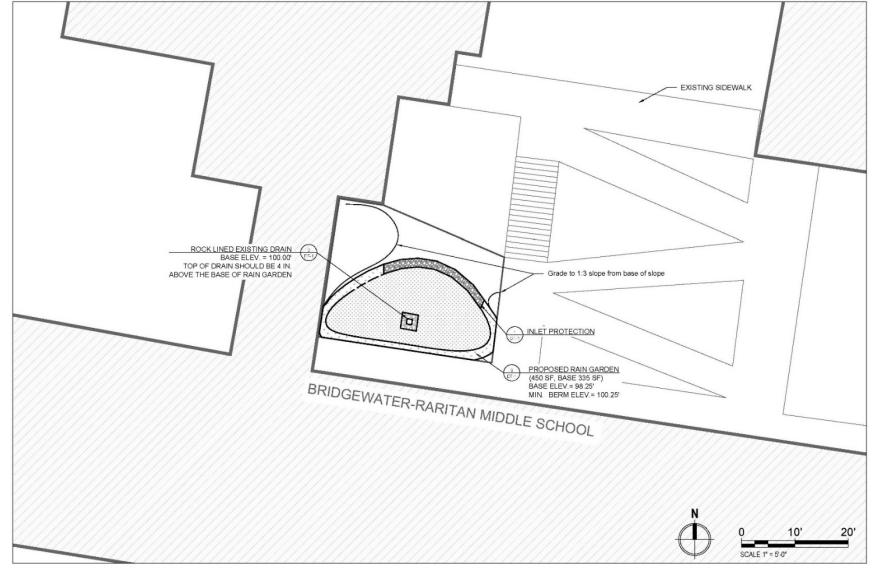 EXISTING SIDEWALK
ROCK LINED EXISTING DRAIN
BASE ELEV. = 100.00'
TOP OF DRAIN SHOULD BE 4 IN.
ABOVE THE BASE OF RAIN GARDEN
Grade to 1:3 slope from base of slope
INLET PROTECTION
PROPOSED RAIN GARDEN
(450 SF, BASE 335 SF)
BASE ELEV.= 98.25'
MIN. BERM ELEV.= 100.25'
BRIDGEWATER-RARITAN MIDDLE SCHOOL
N
0 10' 20'
SCALE 1" = 5'-0"